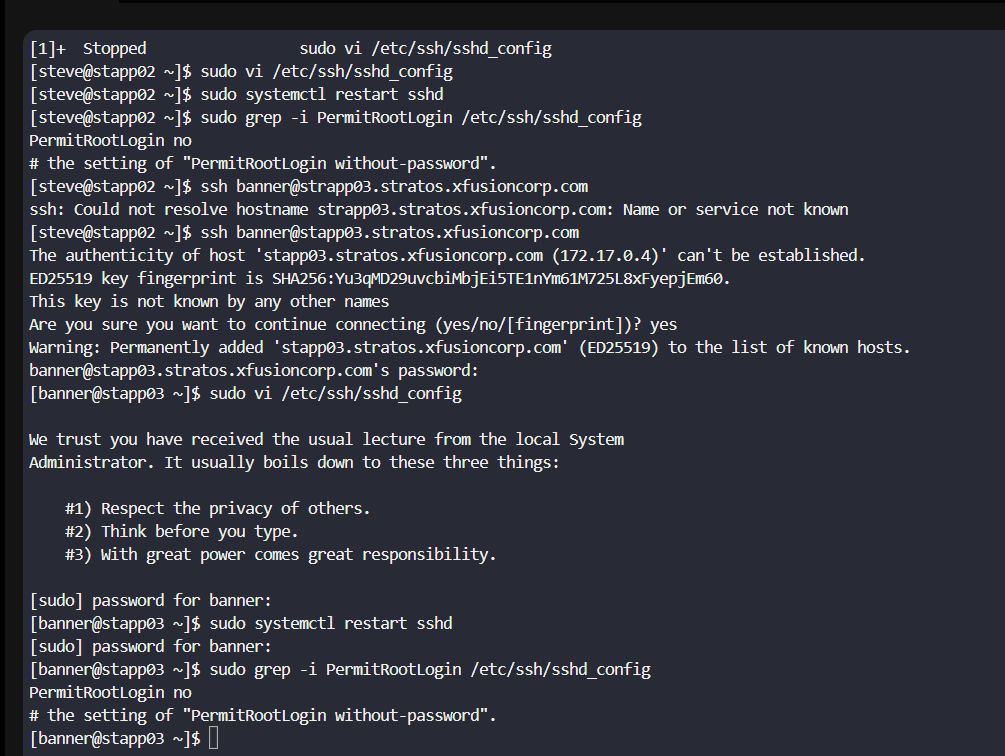 [1]+  Stopped                 sudo vi /etc/ssh/sshd_config
[steve@stapp02 ~]$ sudo vi /etc/ssh/sshd_config
[steve@stapp02 ~]$ sudo systemctl restart sshd
[steve@stapp02 ~]$ sudo grep -i PermitRootLogin /etc/ssh/sshd_config
PermitRootLogin no
# the setting of "PermitRootLogin without-password".
[steve@stapp02 ~]$ ssh banner@strapp03.stratos.xfusioncorp.com
ssh: Could not resolve hostname strapp03.stratos.xfusioncorp.com: Name or service not known
[steve@stapp02 ~]$ ssh banner@stapp03.stratos.xfusioncorp.com
The authenticity of host 'stapp03.stratos.xfusioncorp.com (172.17.0.4)' can't be established.
ED25519 key fingerprint is SHA256:Yu3qMD29uvcbiMbjEi5TE1nYm61M725L8xFyepjEm60.
This key is not known by any other names
Are you sure you want to continue connecting (yes/no/[fingerprint])? yes
Warning: Permanently added 'stapp03.stratos.xfusioncorp.com' (ED25519) to the list of known hosts.
banner@stapp03.stratos.xfusioncorp.com's password:
[banner@stapp03 ~]$ sudo vi /etc/ssh/sshd_config

We trust you have received the usual lecture from the local System
Administrator. It usually boils down to these three things:

    #1) Respect the privacy of others.
    #2) Think before you type.
    #3) With great power comes great responsibility.

[sudo] password for banner:
[banner@stapp03 ~]$ sudo systemctl restart sshd
[sudo] password for banner:
[banner@stapp03 ~]$ sudo grep -i PermitRootLogin /etc/ssh/sshd_config
PermitRootLogin no
# the setting of "PermitRootLogin without-password".
[banner@stapp03 ~]$